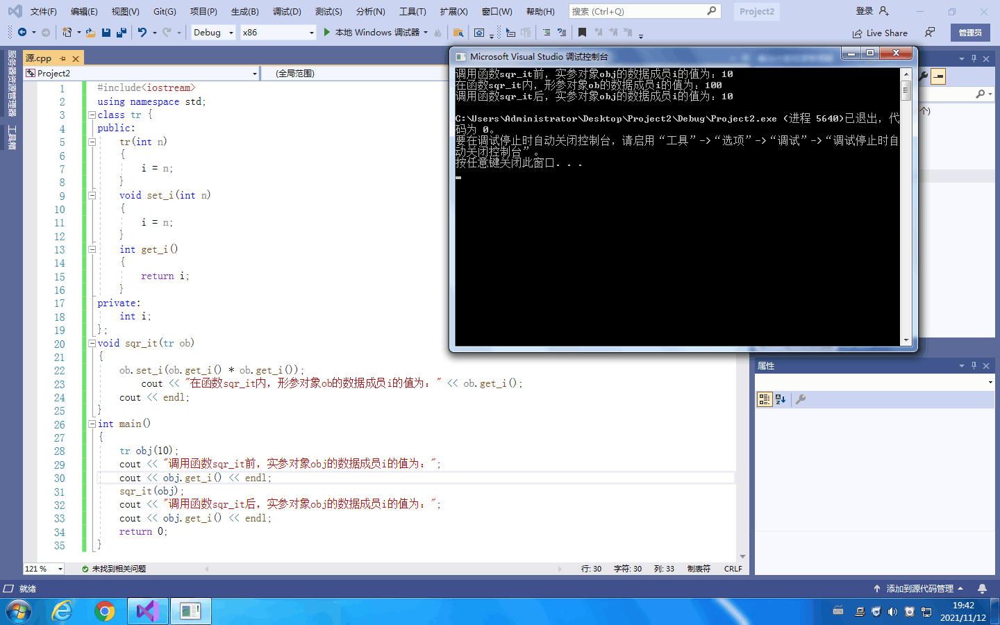 文件(F) 编辑(E) 视图(V) Git(G) 项目(P) 生成(B) 调试(D) 测试(S) 分析(N) 工具(T) 扩展(X) 窗口(W) 帮助(H) 搜索 (Ctrl+Q) Project2 登录
Debug x86 本地 Windows 调试器 Live Share 管理员
服务器资源管理器
工具箱
源.cpp
Project2 (全局范围)
1 #include<iostream>
2 using namespace std;
3 class tr {
4 public:
5 tr(int n)
6 {
7 i = n;
8 }
9 void set_i(int n)
10 {
11 i = n;
12 }
13 int get_i()
14 {
15 return i;
16 }
17 private:
18 int i;
19 };
20 void sqr_it(tr ob)
21 {
22 ob.set_i(ob.get_i() * ob.get_i());
23 cout << "在函数sqr_it内，形参对象ob的数据成员i的值为：" << ob.get_i();
24 cout << endl;
25 }
26 int main()
27 {
28 tr obj(10);
29 cout << "调用函数sqr_it前，实参对象obj的数据成员i的值为：";
30 cout << obj.get_i() << endl;
31 sqr_it(obj);
32 cout << "调用函数sqr_it后，实参对象obj的数据成员i的值为：";
33 cout << obj.get_i() << endl;
34 return 0;
35 }
Microsoft Visual Studio 调试控制台
调用函数sqr_it前，实参对象obj的数据成员i的值为：10
在函数sqr_it内，形参对象ob的数据成员i的值为：100
调用函数sqr_it后，实参对象obj的数据成员i的值为：10
C:\Users\Administrator\Desktop\Project2\Debug\Project2.exe (进程 5640)已退出，代
码为 0。
要在调试停止时自动关闭控制台，请启用“工具”->“选项”->“调试”->“调试停止时自
动关闭控制台”。
按任意键关闭此窗口. . .
个)
属性
121 % 未找到相关问题 行: 30 字符: 30 列: 33 制表符 CRLF
就绪 添加到源代码管理
19:42
2021/11/12